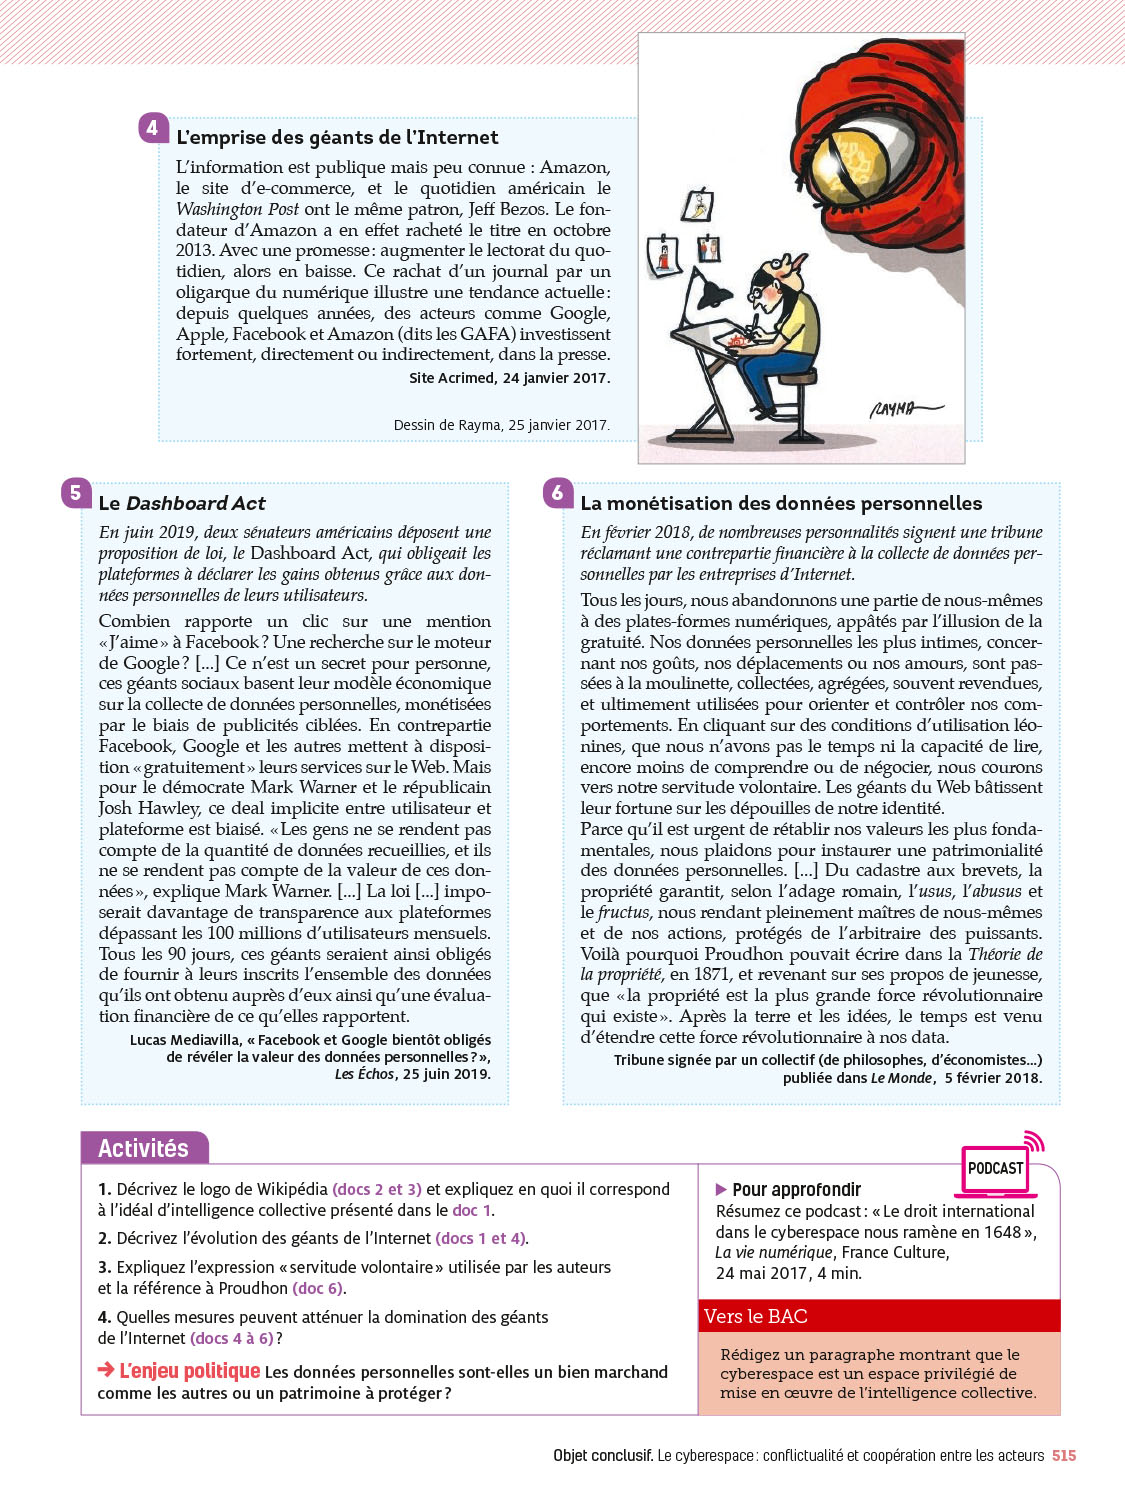 4
L'emprise des géants de l'Internet
L'information est publique mais peu connue : Amazon,
le site d'e-commerce, et le quotidien américain le
Washington Post ont le même patron, Jeff Bezos. Le fon-
dateur d'Amazon a en effet racheté le titre en octobre
2013. Avec une promesse : augmenter le lectorat du quo-
tidien, alors en baisse. Ce rachat d'un journal par un
oligarque du numérique illustre une tendance actuelle :
depuis quelques années, des acteurs comme Google,
Apple, Facebook et Amazon (dits les GAFA) investissent
fortement, directement ou indirectement, dans la presse.
Site Acrimed, 24 janvier 2017.
Dessin de Rayma, 25 janvier 2017.
RAYMA
5
Le Dashboard Act
En juin 2019, deux sénateurs américains déposent une
proposition de loi, le Dashboard Act, qui obligeait les
plateformes à déclarer les gains obtenus grâce aux don-
nées personnelles de leurs utilisateurs.
Combien rapporte un clic sur une mention
« J'aime » à Facebook ? Une recherche sur le moteur
de Google ? [...] Ce n'est un secret pour personne,
ces géants sociaux basent leur modèle économique
sur la collecte de données personnelles, monétisées
par le biais de publicités ciblées. En contrepartie
Facebook, Google et les autres mettent à disposi-
tion « gratuitement » leurs services sur le Web. Mais
pour le démocrate Mark Warner et le républicain
Josh Hawley, ce deal implicite entre utilisateur et
plateforme est biaisé. « Les gens ne se rendent pas
compte de la quantité de données recueillies, et ils
ne se rendent pas compte de la valeur de ces don-
nées », explique Mark Warner. [...] La loi [...] impo-
serait davantage de transparence aux plateformes
dépassant les 100 millions d'utilisateurs mensuels.
Tous les 90 jours, ces géants seraient ainsi obligés
de fournir à leurs inscrits l'ensemble des données
qu'ils ont obtenu auprès d'eux ainsi qu'une évalua-
tion financière de ce qu'elles rapportent.
Lucas Mediavilla, « Facebook et Google bientôt obligés
de révéler la valeur des données personnelles ? »,
Les Échos, 25 juin 2019.
6
La monétisation des données personnelles
En février 2018, de nombreuses personnalités signent une tribune
réclamant une contrepartie financière à la collecte de données per-
sonnelles par les entreprises d'Internet.
Tous les jours, nous abandonnons une partie de nous-mêmes
à des plates-formes numériques, appâtés par l'illusion de la
gratuité. Nos données personnelles les plus intimes, concer-
nant nos goûts, nos déplacements ou nos amours, sont pas-
sées à la moulinette, collectées, agrégées, souvent revendues,
et ultimement utilisées pour orienter et contrôler nos com-
portements. En cliquant sur des conditions d'utilisation léo-
nines, que nous n'avons pas le temps ni la capacité de lire,
encore moins de comprendre ou de négocier, nous courons
vers notre servitude volontaire. Les géants du Web bâtissent
leur fortune sur les dépouilles de notre identité.
Parce qu'il est urgent de rétablir nos valeurs les plus fonda-
mentales, nous plaidons pour instaurer une patrimonialité
des données personnelles. [...] Du cadastre aux brevets, la
propriété garantit, selon l'adage romain, l'usus, l'abusus et
le fructus, nous rendant pleinement maîtres de nous-mêmes
et de nos actions, protégés de l'arbitraire des puissants.
Voilà pourquoi Proudhon pouvait écrire dans la Théorie de
la propriété, en 1871, et revenant sur ses propos de jeunesse,
que « la propriété est la plus grande force révolutionnaire
qui existe ». Après la terre et les idées, le temps est venu
d'étendre cette force révolutionnaire à nos data.
Tribune signée par un collectif (de philosophes, d'économistes...)
publiée dans Le Monde, 5 février 2018.
Activités
1. Décrivez le logo de Wikipédia (docs 2 et 3) et expliquez en quoi il correspond
à l'idéal d'intelligence collective présenté dans le doc 1.
2. Décrivez l'évolution des géants de l'Internet (docs 1 et 4).
3. Expliquez l'expression « servitude volontaire » utilisée par les auteurs
et la référence à Proudhon (doc 6).
4. Quelles mesures peuvent atténuer la domination des géants
de l'Internet (docs 4 à 6) ?
→ L'enjeu politique Les données personnelles sont-elles un bien marchand
comme les autres ou un patrimoine à protéger ?
PODCAST
▶ Pour approfondir
Résumez ce podcast : « Le droit international
dans le cyberespace nous ramène en 1648 »,
La vie numérique, France Culture,
24 mai 2017, 4 min.
Vers le BAC
Rédigez un paragraphe montrant que le
cyberespace est un espace privilégié de
mise en œuvre de l'intelligence collective.
Objet conclusif. Le cyberespace : conflictualité et coopération entre les acteurs 515